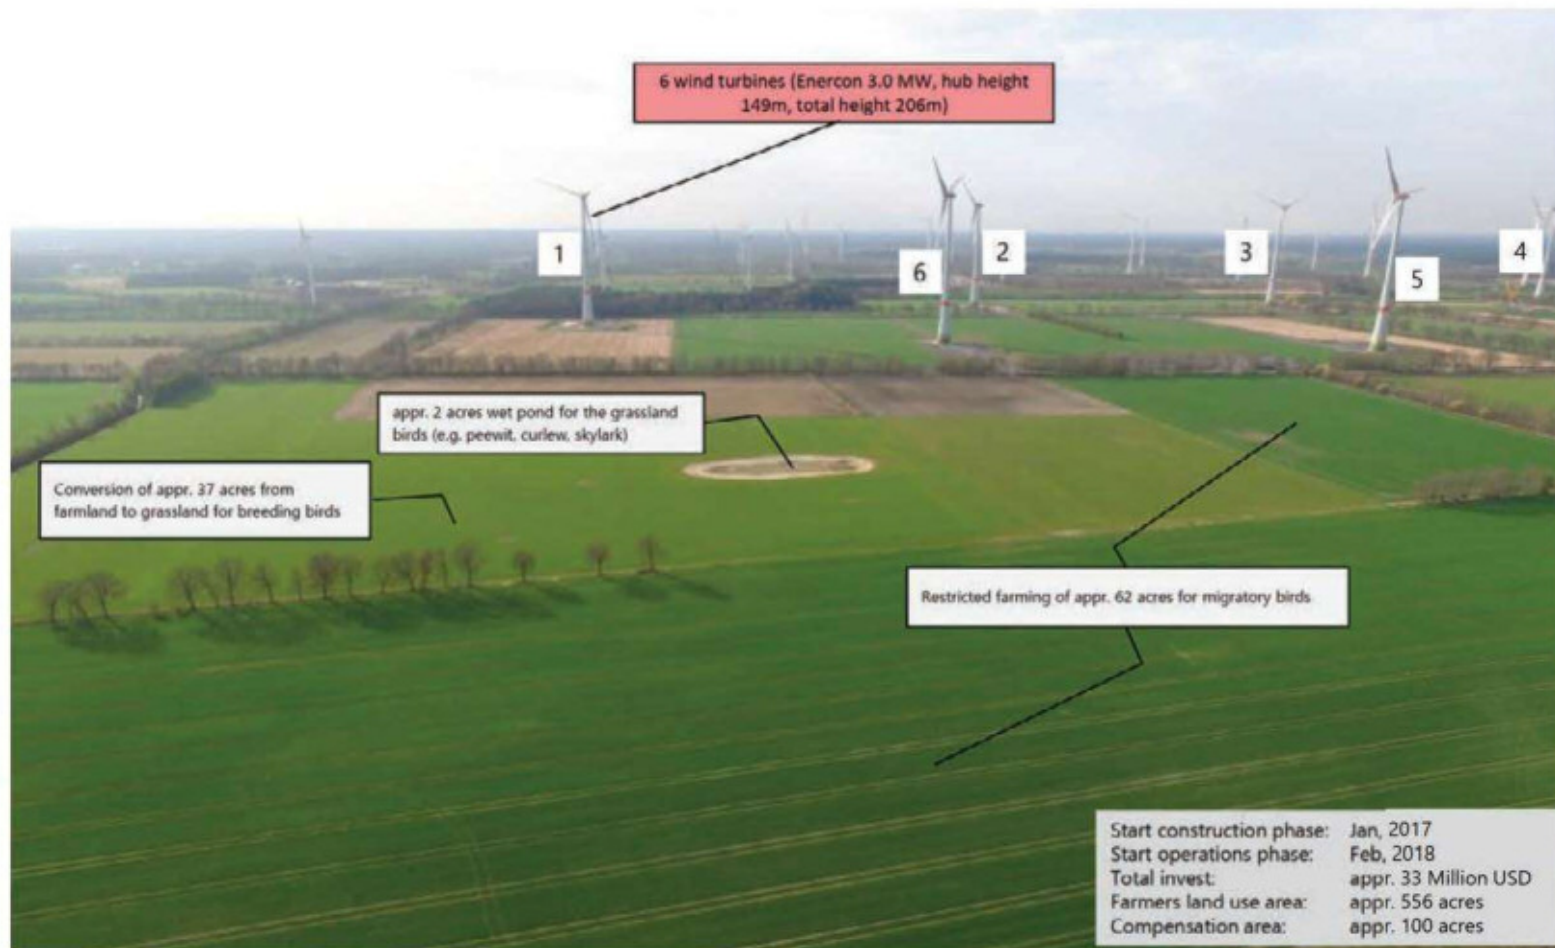 6 wind turbines (Enercon 3.0 MW, hub height
149m, total height 206m)
1
6
2
3
5
4
appr. 2 acres wet pond for the grassland
birds (e.g. peewit, curlew, skylark)
Conversion of appr. 37 acres from
farmland to grassland for breeding birds
Restricted farming of appr. 62 acres for migratory birds
Start construction phase: Jan, 2017
Start operations phase: Feb, 2018
Total invest: appr. 33 Million USD
Farmers land use area: appr. 556 acres
Compensation area: appr. 100 acres